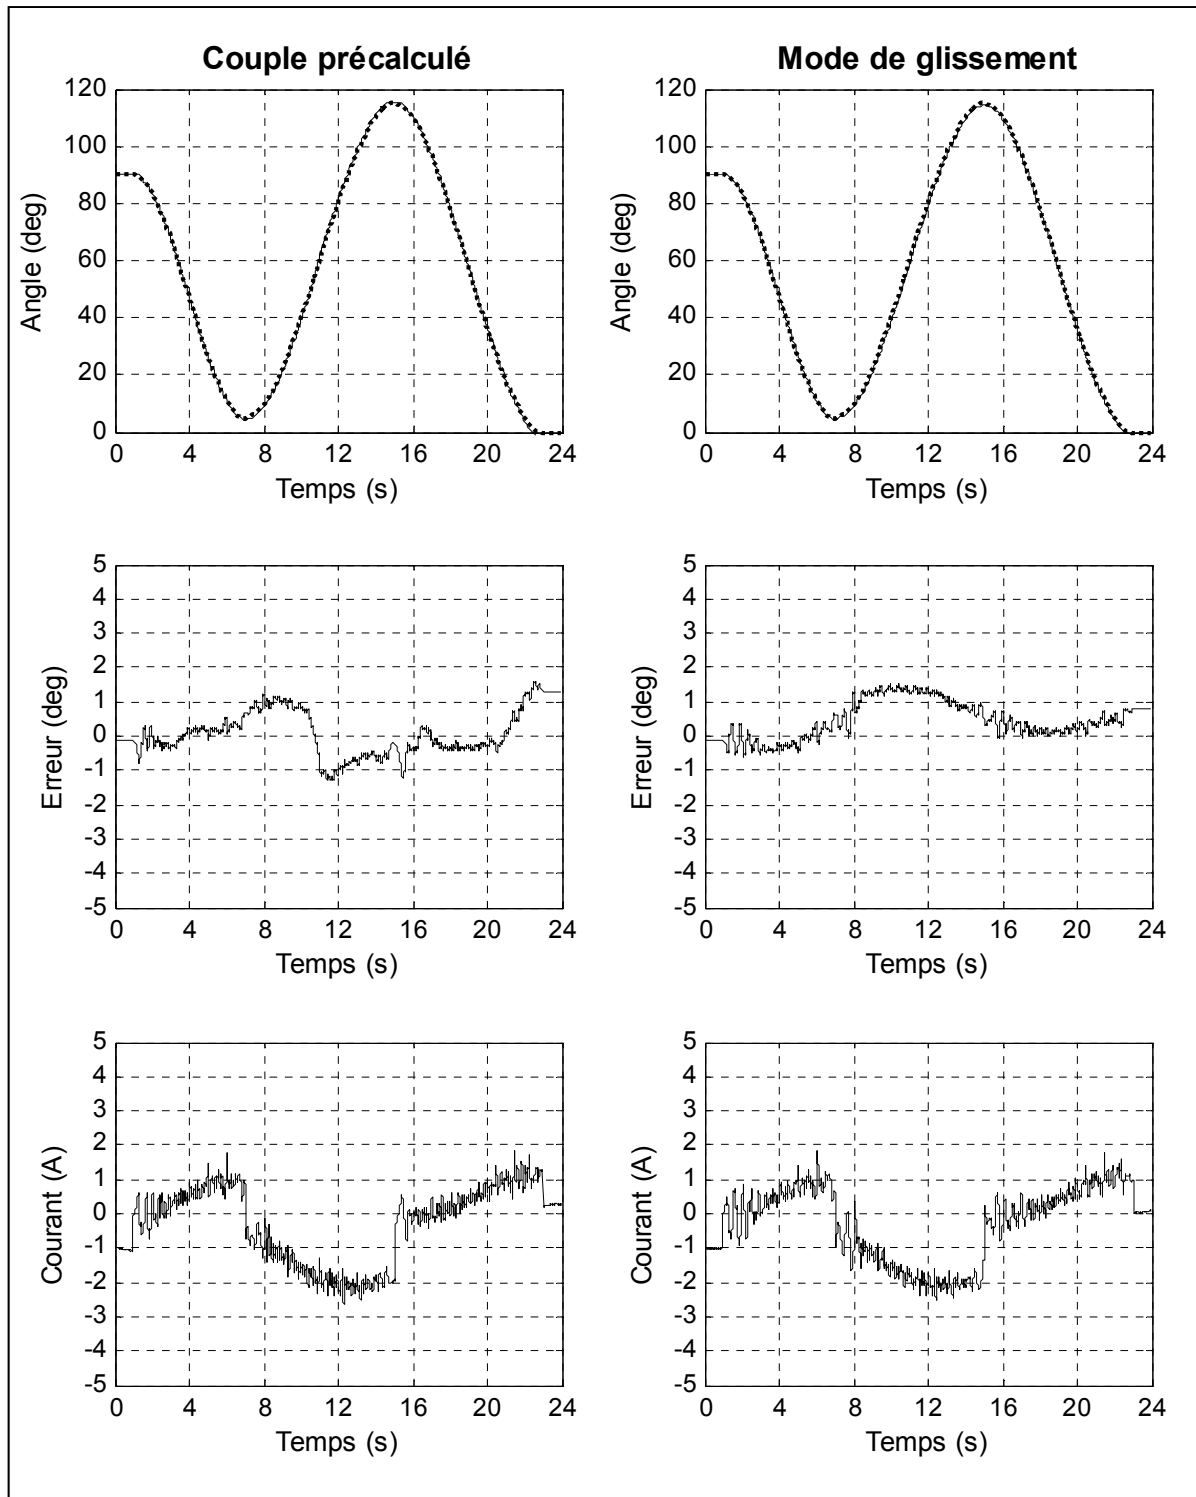 Couple précalculé
Mode de glissement
120
100
80
60
40
20
0
Angle (deg)
0 4 8 12 16 20 24
Temps (s)
120
100
80
60
40
20
0
Angle (deg)
0 4 8 12 16 20 24
Temps (s)
5
4
3
2
1
0
-1
-2
-3
-4
-5
Erreur (deg)
0 4 8 12 16 20 24
Temps (s)
5
4
3
2
1
0
-1
-2
-3
-4
-5
Erreur (deg)
0 4 8 12 16 20 24
Temps (s)
5
4
3
2
1
0
-1
-2
-3
-4
-5
Courant (A)
0 4 8 12 16 20 24
Temps (s)
5
4
3
2
1
0
-1
-2
-3
-4
-5
Courant (A)
0 4 8 12 16 20 24
Temps (s)